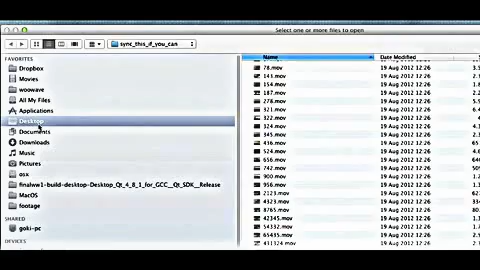 Select one or more files to open
sync_this_if_you_can
FAVORITES
Dropbox
Movies
woowave
All My Files
Applications
Desktop
Documents
Downloads
Music
Pictures
osx
finalww1-build-desktop-Desktop_Qt_4_8_1_for_GCC__Qt_SDK__Release
MacOS
footage
SHARED
goki-pc
DEVICES
Name Date Modified
78.mov 19 Aug 2012 12:26
143.mov 19 Aug 2012 12:26
154.mov 19 Aug 2012 12:26
187.mov 19 Aug 2012 12:26
278.mov 19 Aug 2012 12:26
321.mov 19 Aug 2012 12:26
324.mov 19 Aug 2012 12:26
345.mov 19 Aug 2012 12:26
436.mov 19 Aug 2012 12:26
524.mov 19 Aug 2012 12:26
664.mov 19 Aug 2012 12:26
742.mov 19 Aug 2012 12:26
900.mov 19 Aug 2012 12:26
956.mov 19 Aug 2012 12:26
2113.mov 19 Aug 2012 12:26
4323.mov 19 Aug 2012 12:26
8765.mov 19 Aug 2012 12:26
42345.mov 19 Aug 2012 12:26
54332.mov 19 Aug 2012 12:26
65435.mov 19 Aug 2012 12:26
431324.mov 19 Aug 2012 12:26